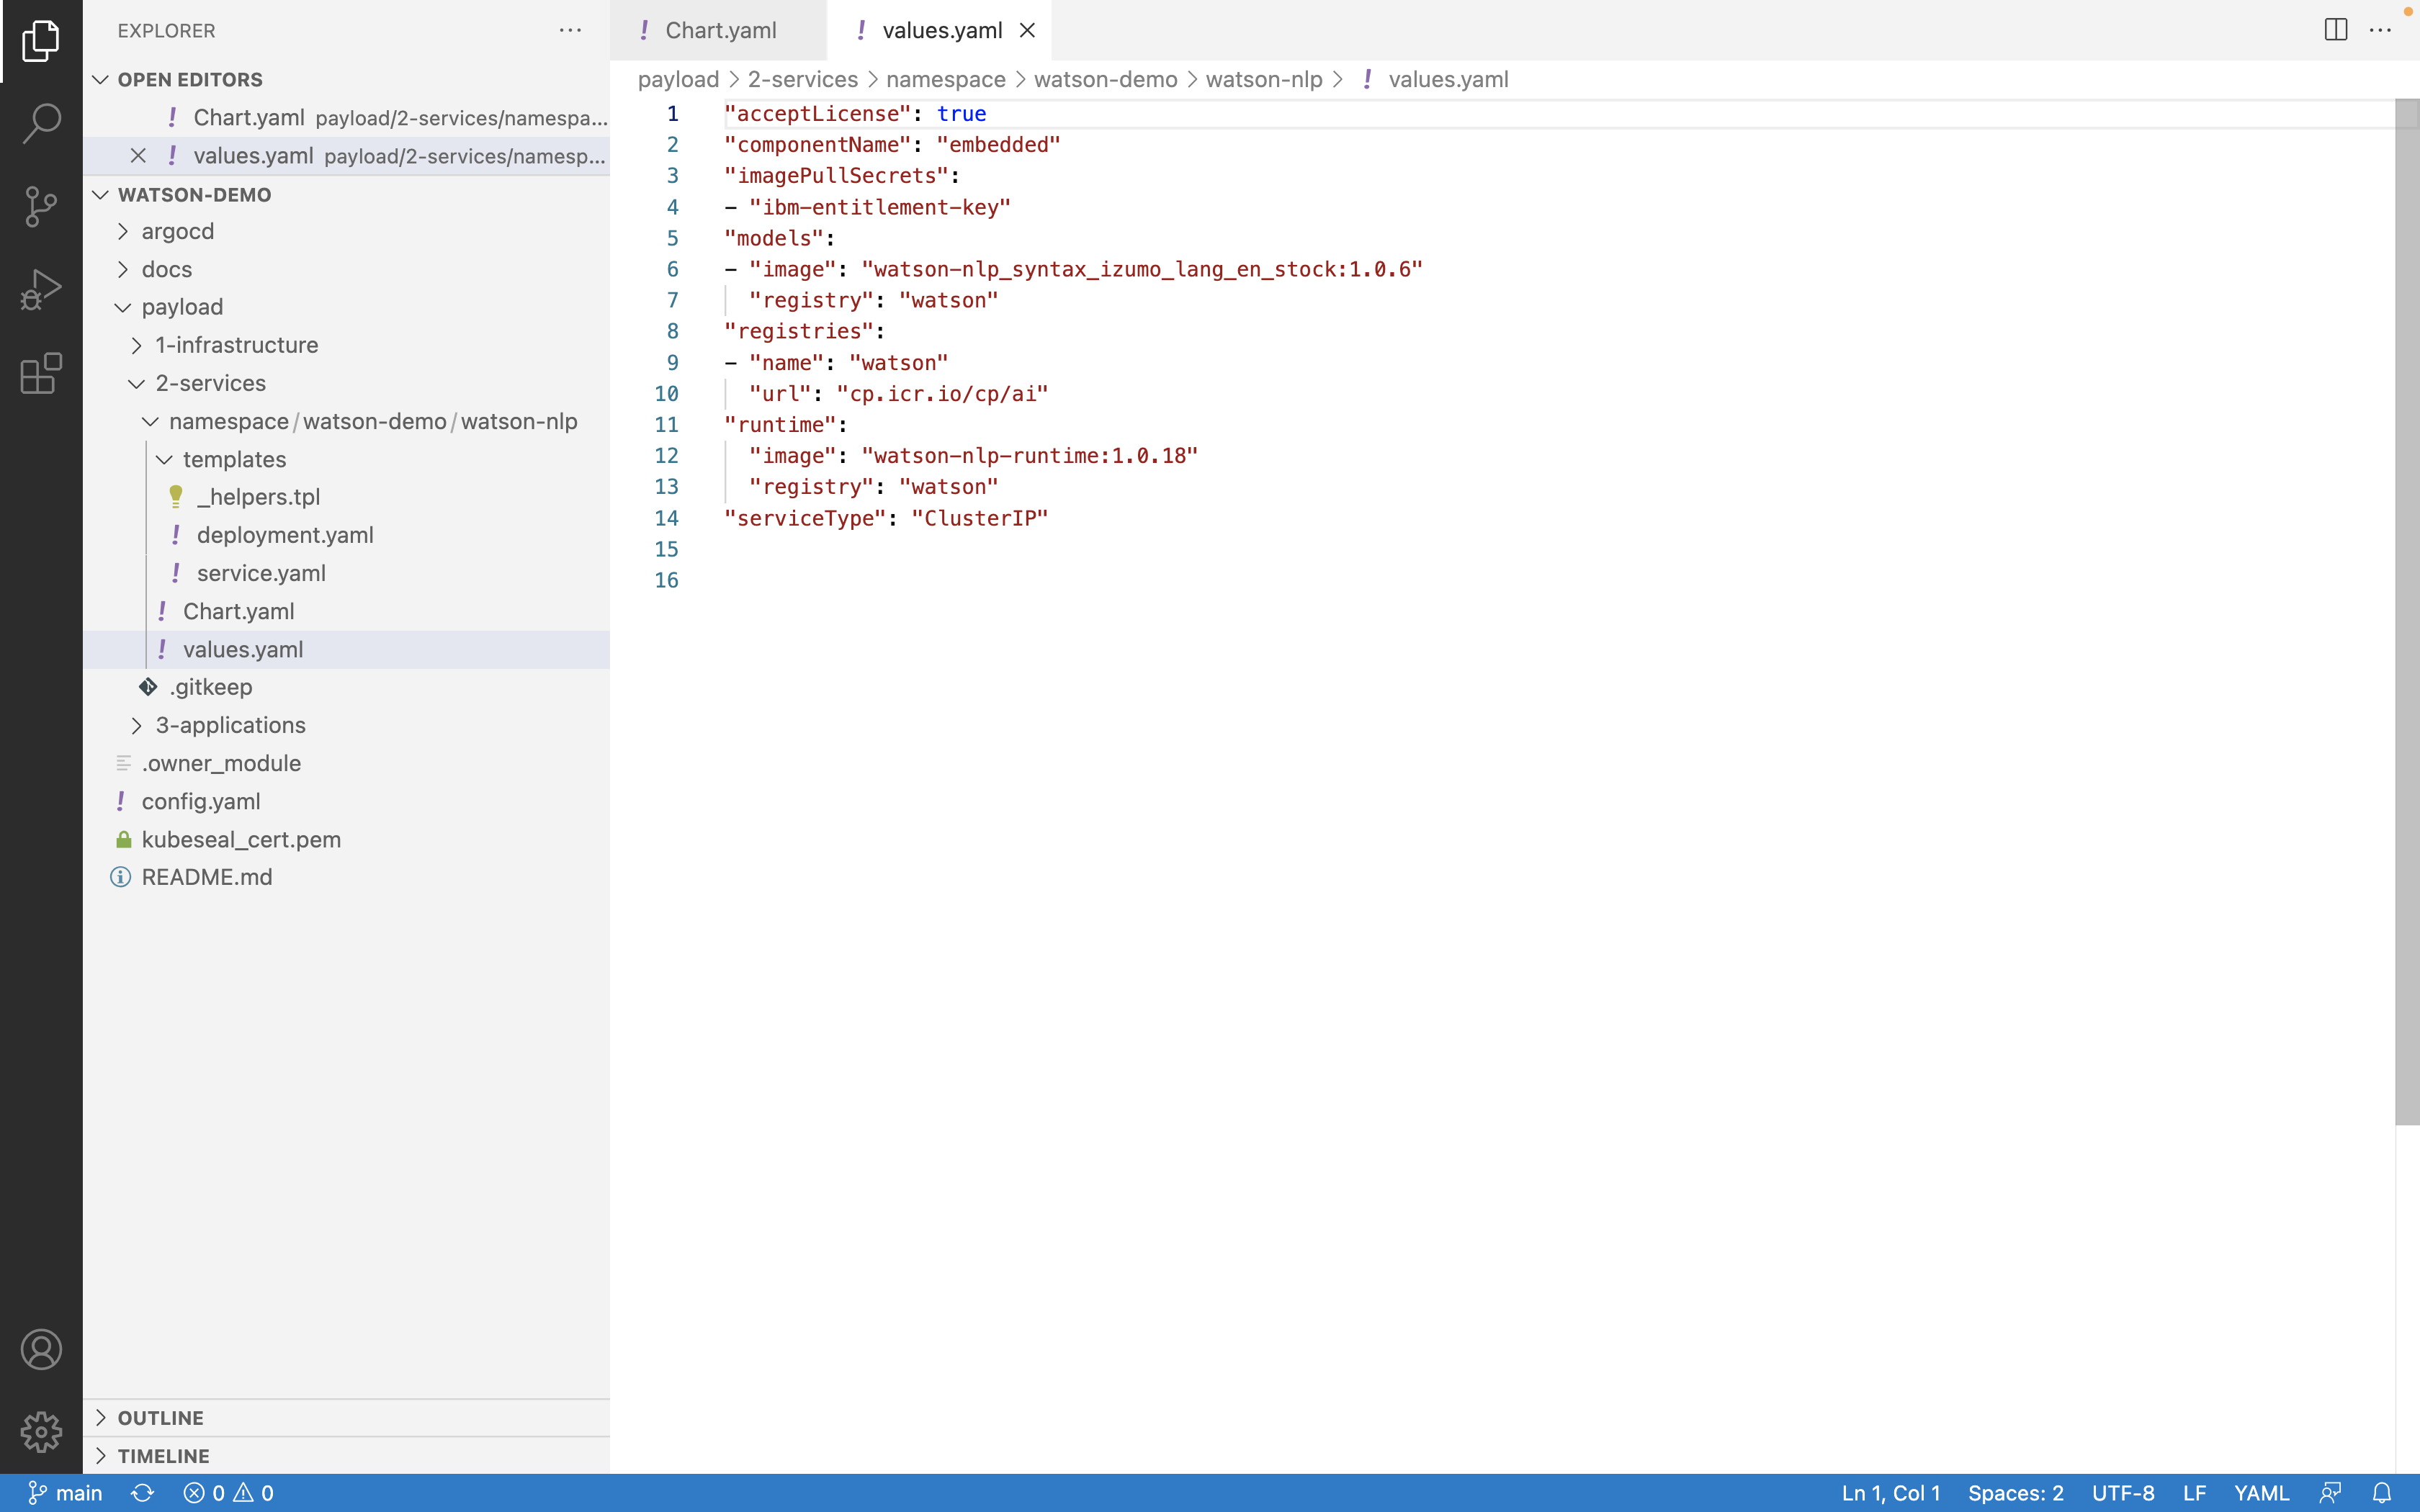 EXPLORER
OPEN EDITORS
Chart.yaml payload/2-services/namespa...
values.yaml payload/2-services/namesp...
WATSON-DEMO
argocd
docs
payload
1-infrastructure
2-services
namespace/watson-demo/watson-nlp
templates
_helpers.tpl
deployment.yaml
service.yaml
Chart.yaml
values.yaml
.gitkeep
3-applications
.owner_module
config.yaml
kubeseal_cert.pem
README.md
OUTLINE
TIMELINE
Chart.yaml values.yaml
payload > 2-services > namespace > watson-demo > watson-nlp > ! values.yaml
1 "acceptLicense": true
2 "componentName": "embedded"
3 "imagePullSecrets":
4 - "ibm-entitlement-key"
5 "models":
6 - "image": "watson-nlp_syntax_izumo_lang_en_stock:1.0.6"
7 "registry": "watson"
8 "registries":
9 - "name": "watson"
10 "url": "cp.icr.io/cp/ai"
11 "runtime":
12 "image": "watson-nlp-runtime:1.0.18"
13 "registry": "watson"
14 "serviceType": "ClusterIP"
15
16
main 0 0 Ln 1, Col 1 Spaces: 2 UTF-8 LF YAML